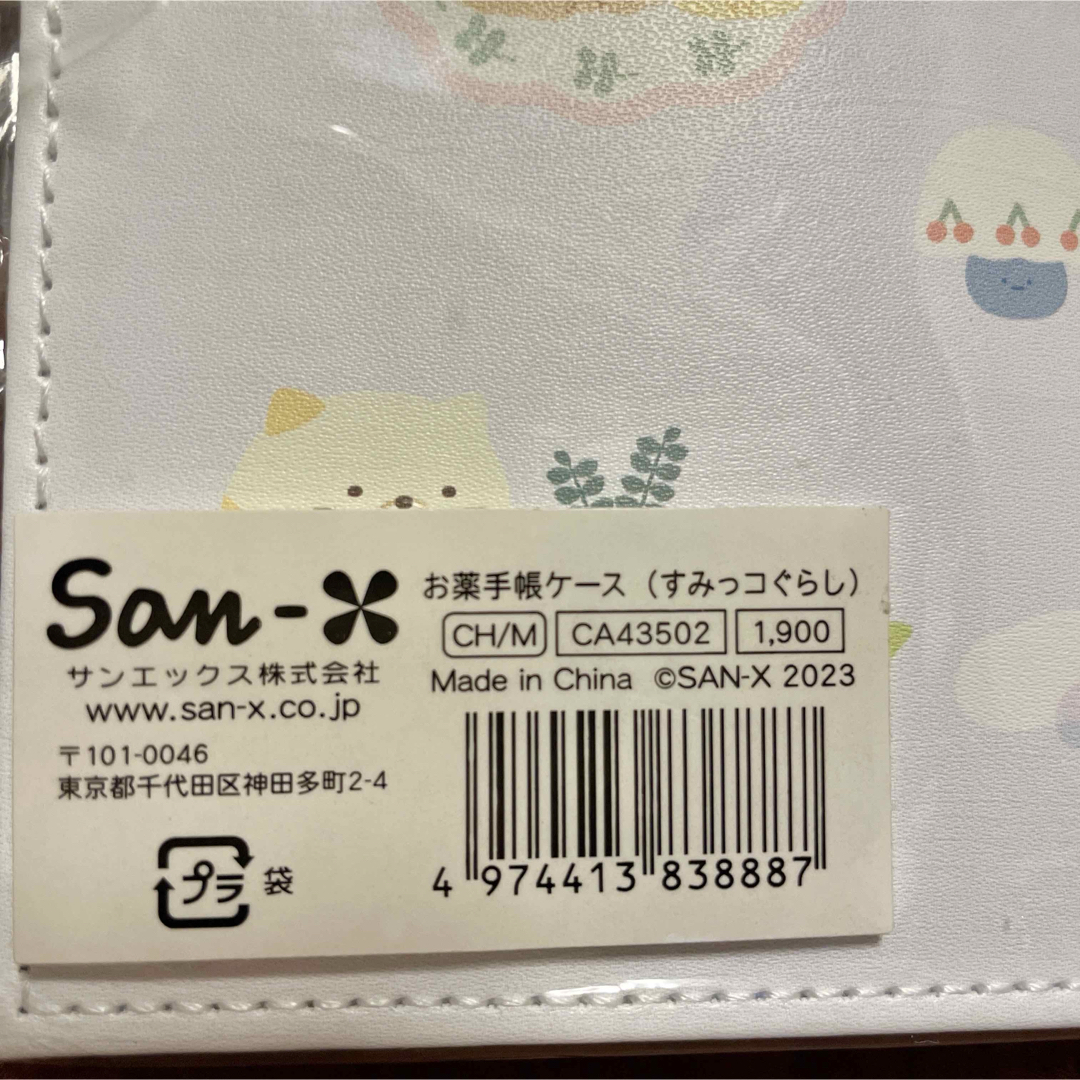 San-X
サンエックス株式会社
www.san-x.co.jp
〒101-0046
東京都千代田区神田多町2-4
プラ 袋
お薬手帳ケース（すみっコぐらし）
CH/M CA43502 1,900
Made in China ©SAN-X 2023
4 974413 838887